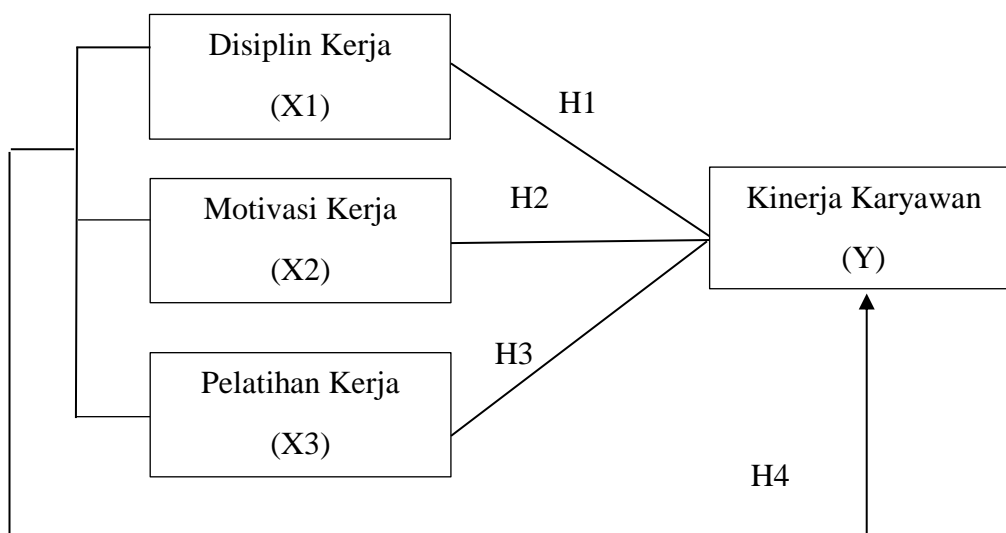 Disiplin Kerja
(X1)
H1
Motivasi Kerja
(X2)
H2
Kinerja Karyawan
(Y)
Pelatihan Kerja
(X3)
H3
H4